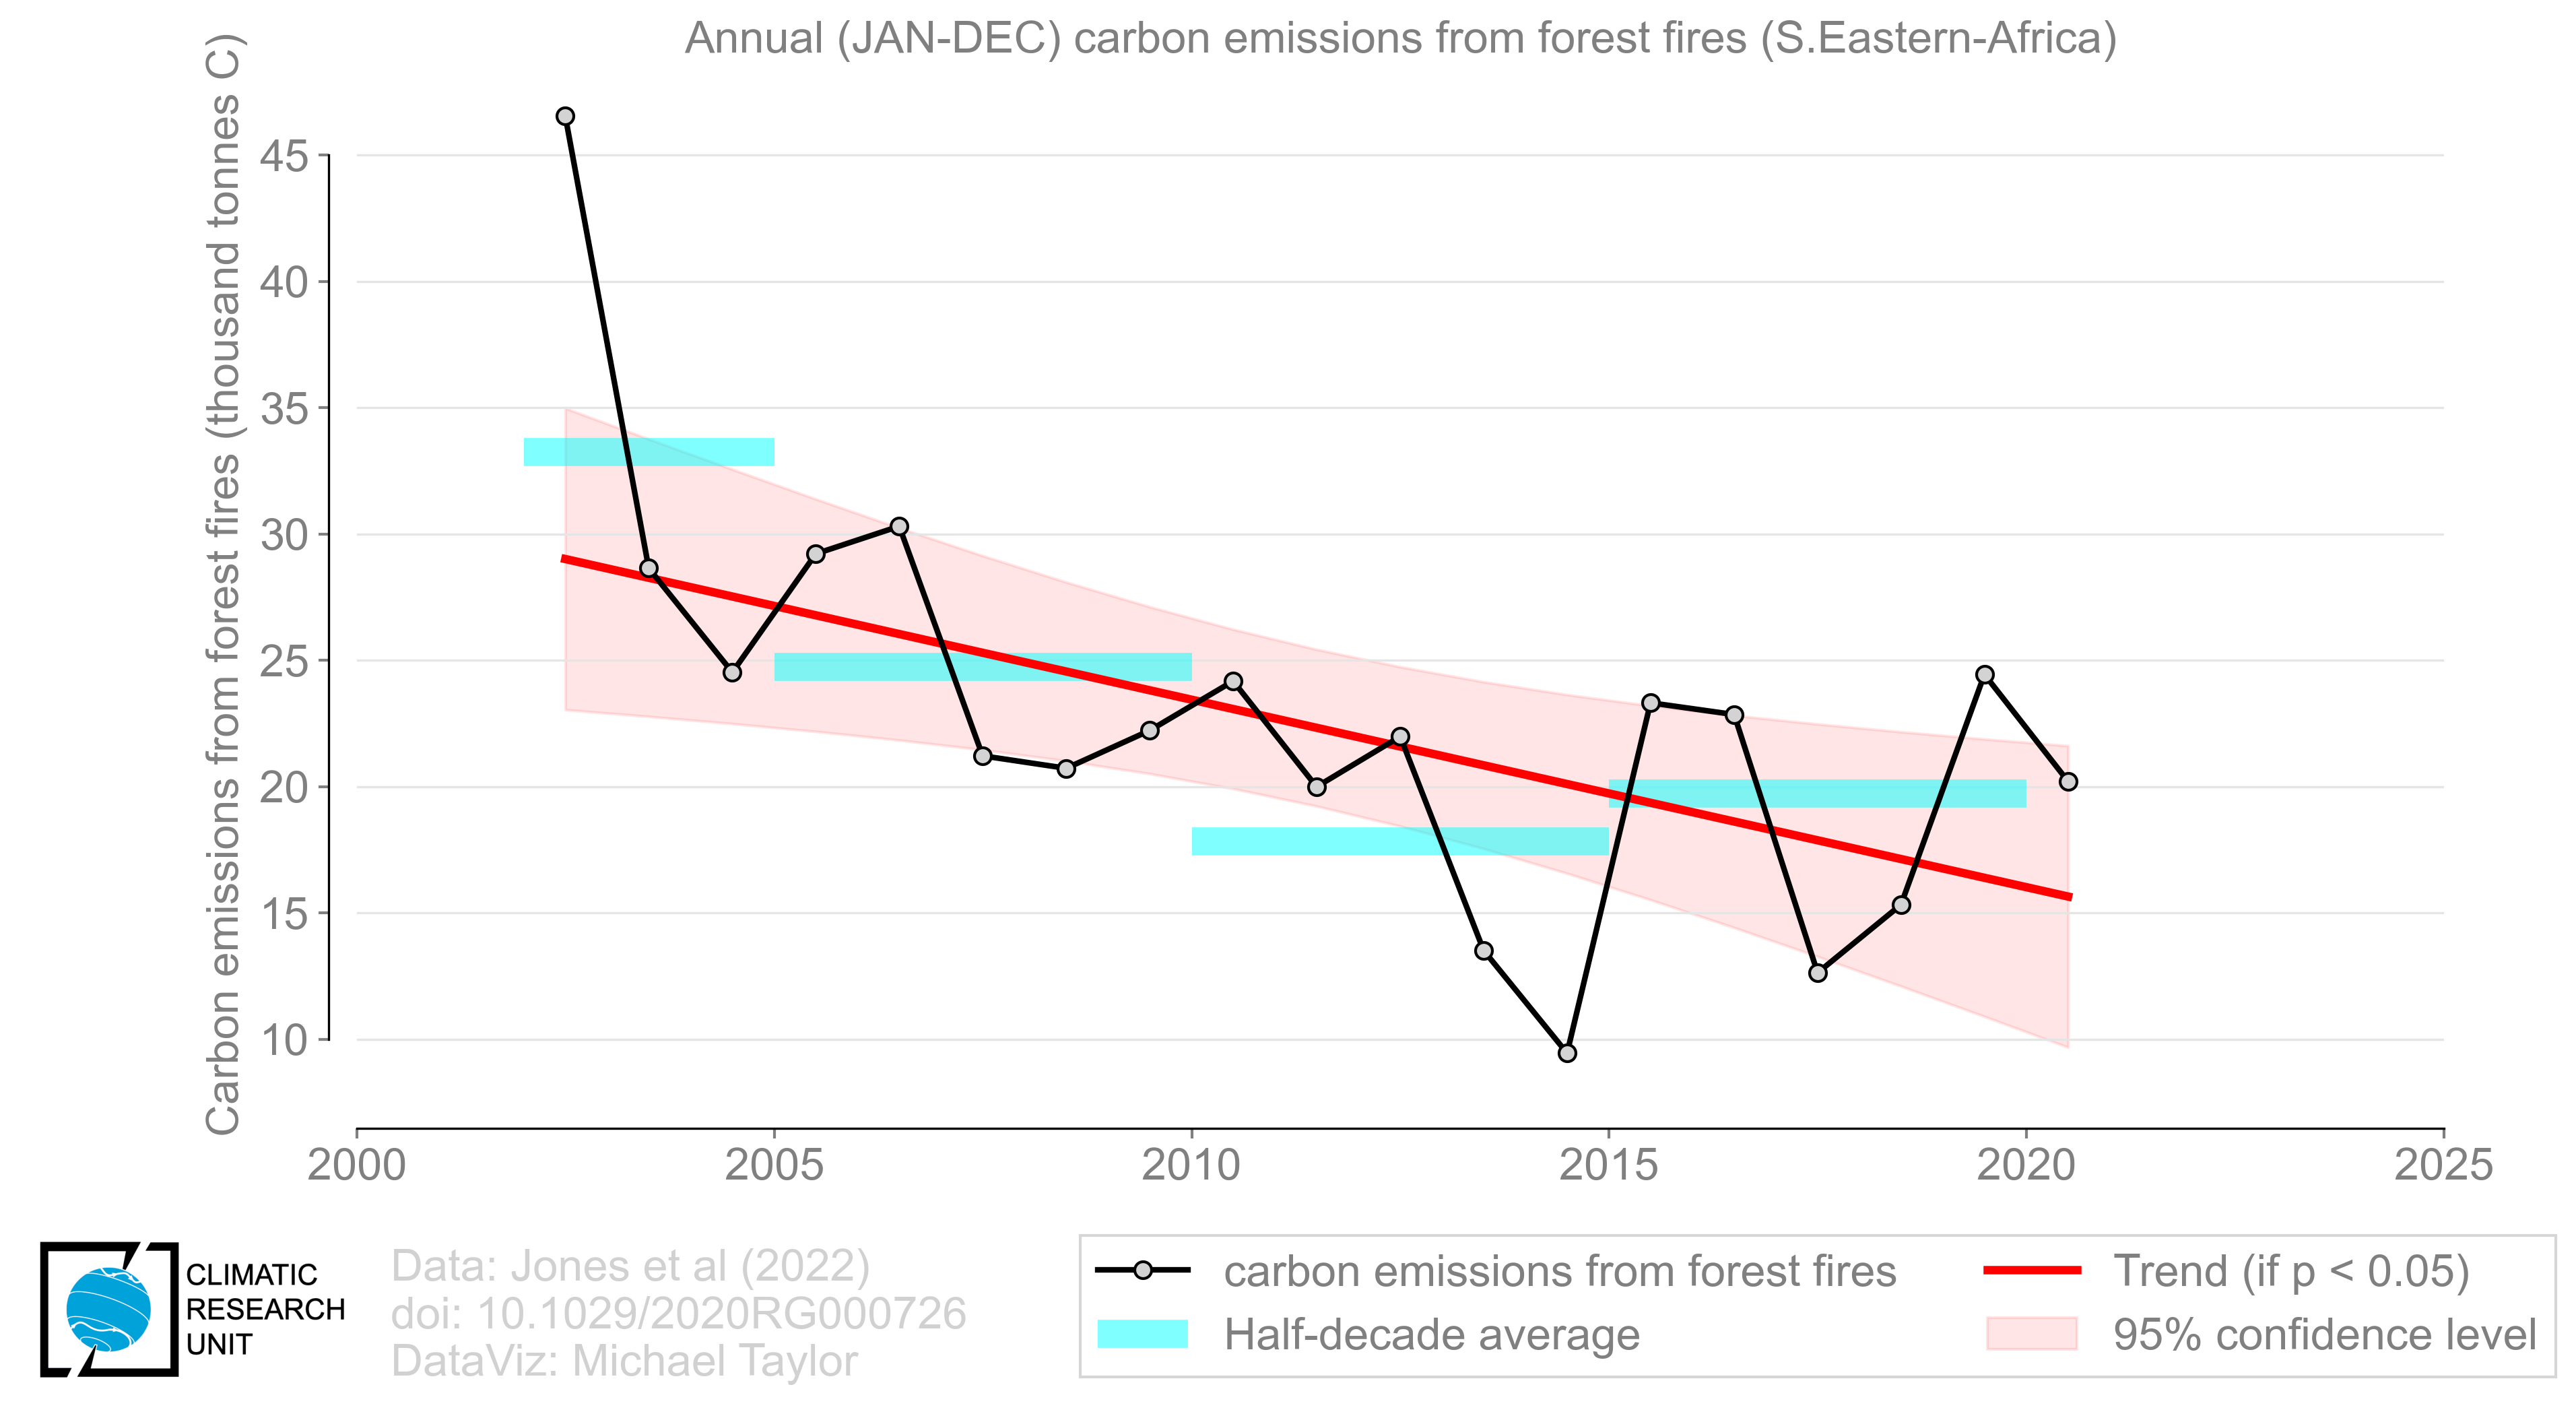 Annual (JAN-DEC) carbon emissions from forest fires (S.Eastern-Africa)
Carbon emissions from forest fires (thousand tonnes C)
45
40
35
30
25
20
15
10
2000
2005
2010
2015
2020
2025
CLIMATIC
RESEARCH
UNIT
Data: Jones et al (2022)
doi: 10.1029/2020RG000726
DataViz: Michael Taylor
carbon emissions from forest fires
Half-decade average
Trend (if p < 0.05)
95% confidence level